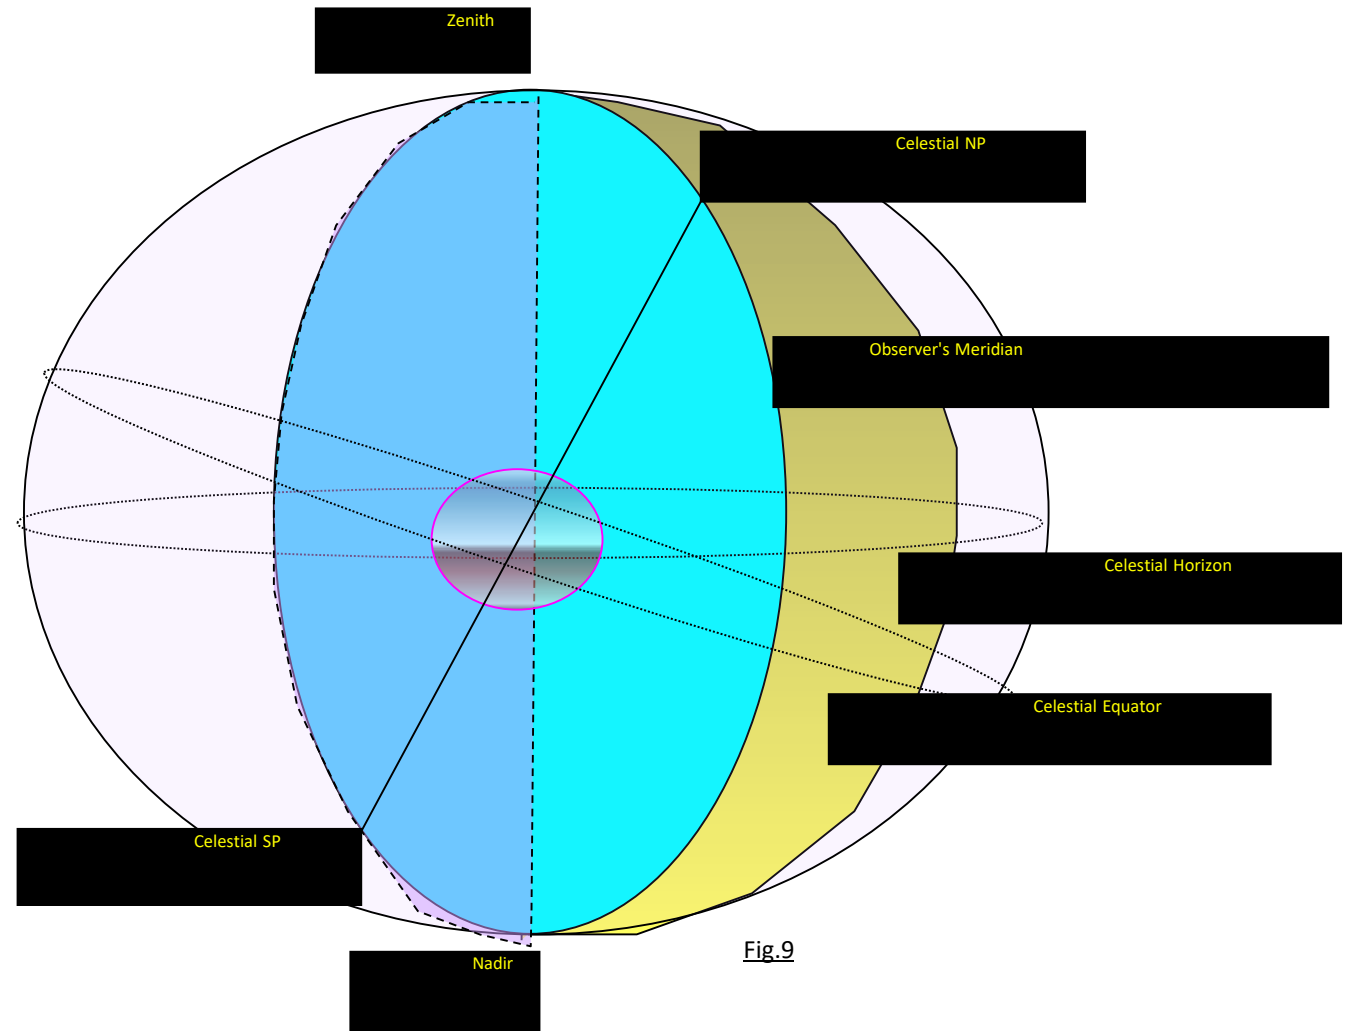 Zenith
Celestial NP
Observer's Meridian
Celestial Horizon
Celestial Equator
Celestial SP
Fig.9
Nadir